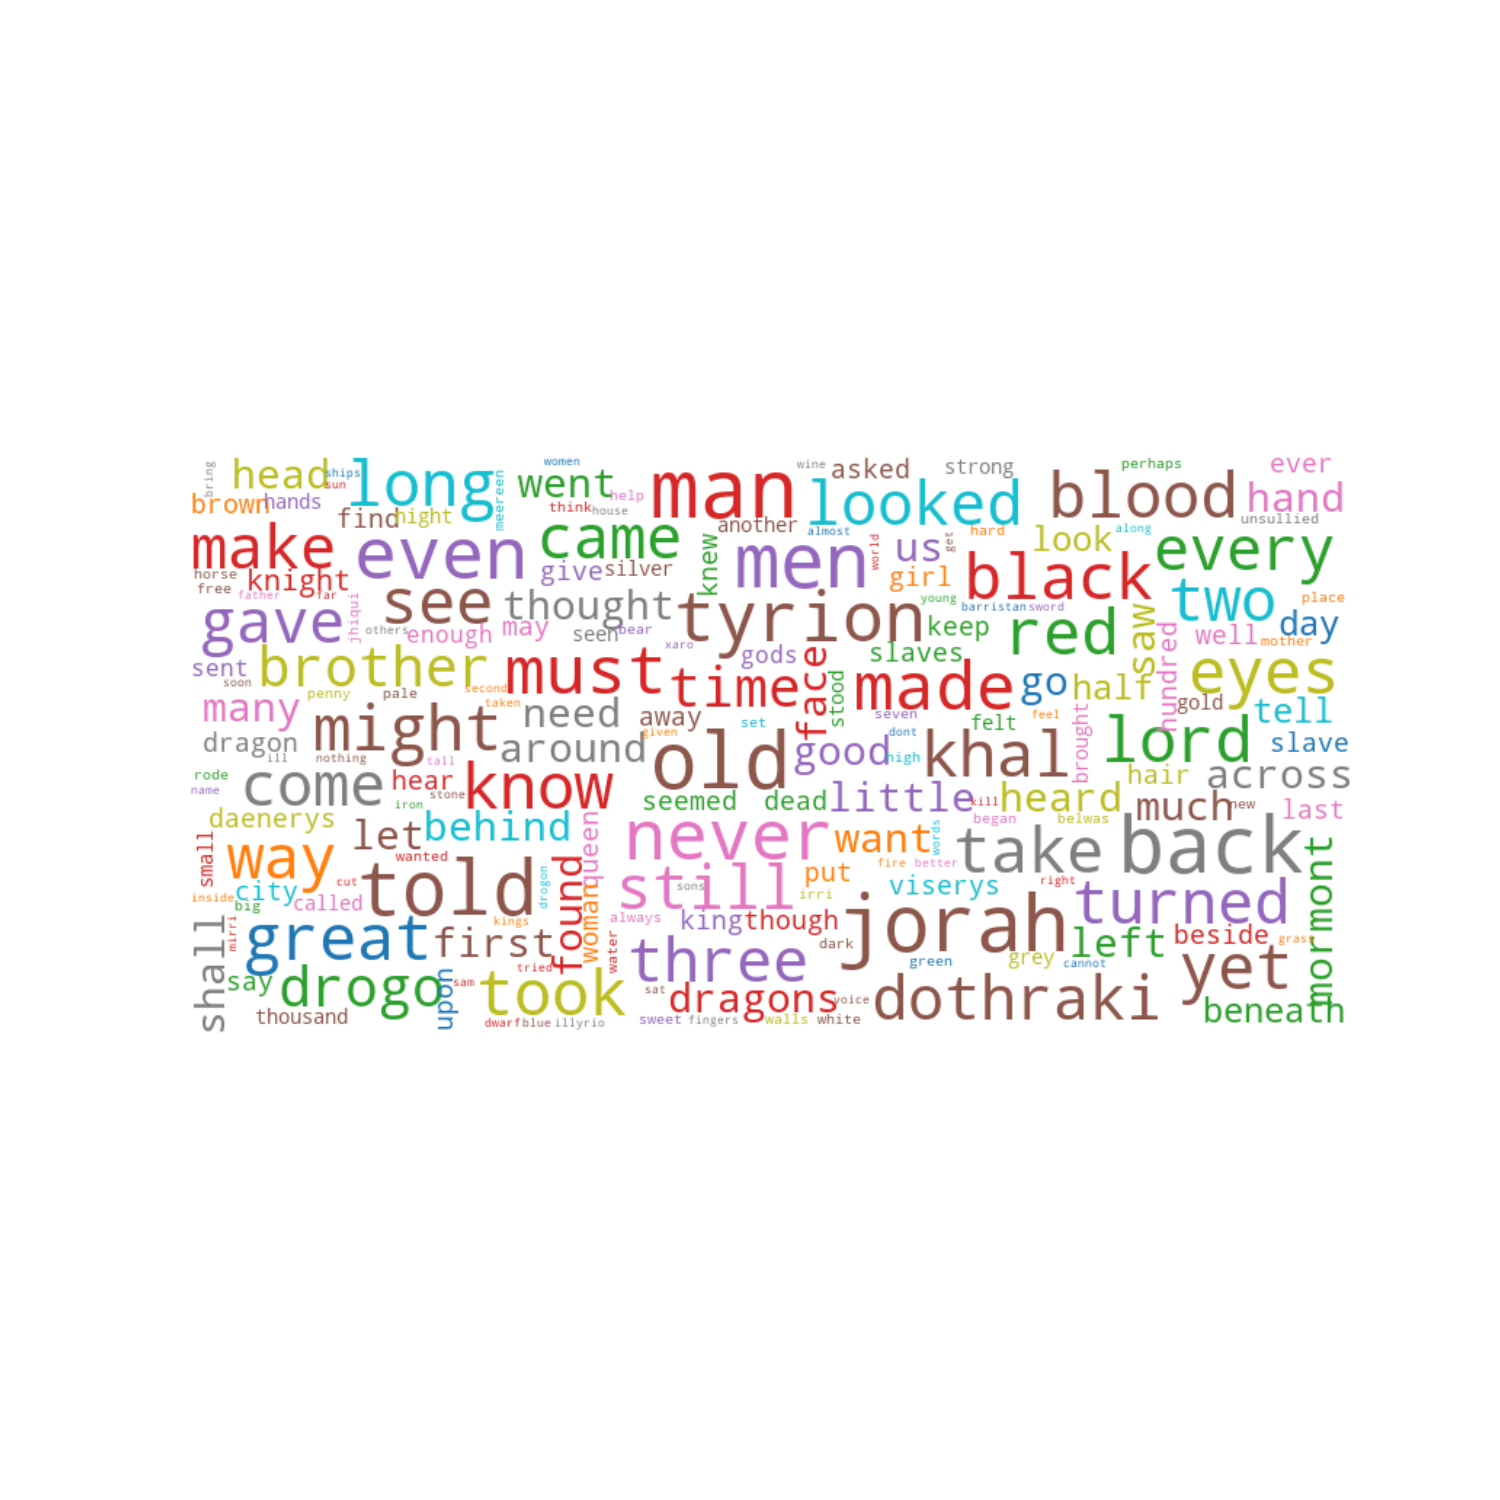 bring head ships sun long meereen women went help man wine asked strong perhaps ever
brown hands find night think house looked blood hand unsullied
make even came another almost hard look along every
knew men world us get black two
horse free knight father far give silver girl young place
gave jhiqui see thought tyrion barristan sword red saw day
others enough may seen bear xaro keep hundred well mother
sent brother must time gods face slaves made go half eyes
soon penny pale second taken need away set stood seven felt feel brought gold tell
many might around given old good dont khal lord slave
dragon ill nothing tall high hair across
rode name come hear iron stone know seemed dead little kill heard much new last
daenerys let behind never want words began belwas take back mormont
small way wanted queen fire better
city cut told drogon found still sons put irri viserys right turned
inside big called woman
shall mirri great first kings water always king though jorah left beside grass
say drogo upon tried sam took three dark green grey cannot yet
thousand dwarf blue illyrio sat dragons voice dothraki beneath
sweet fingers walls white